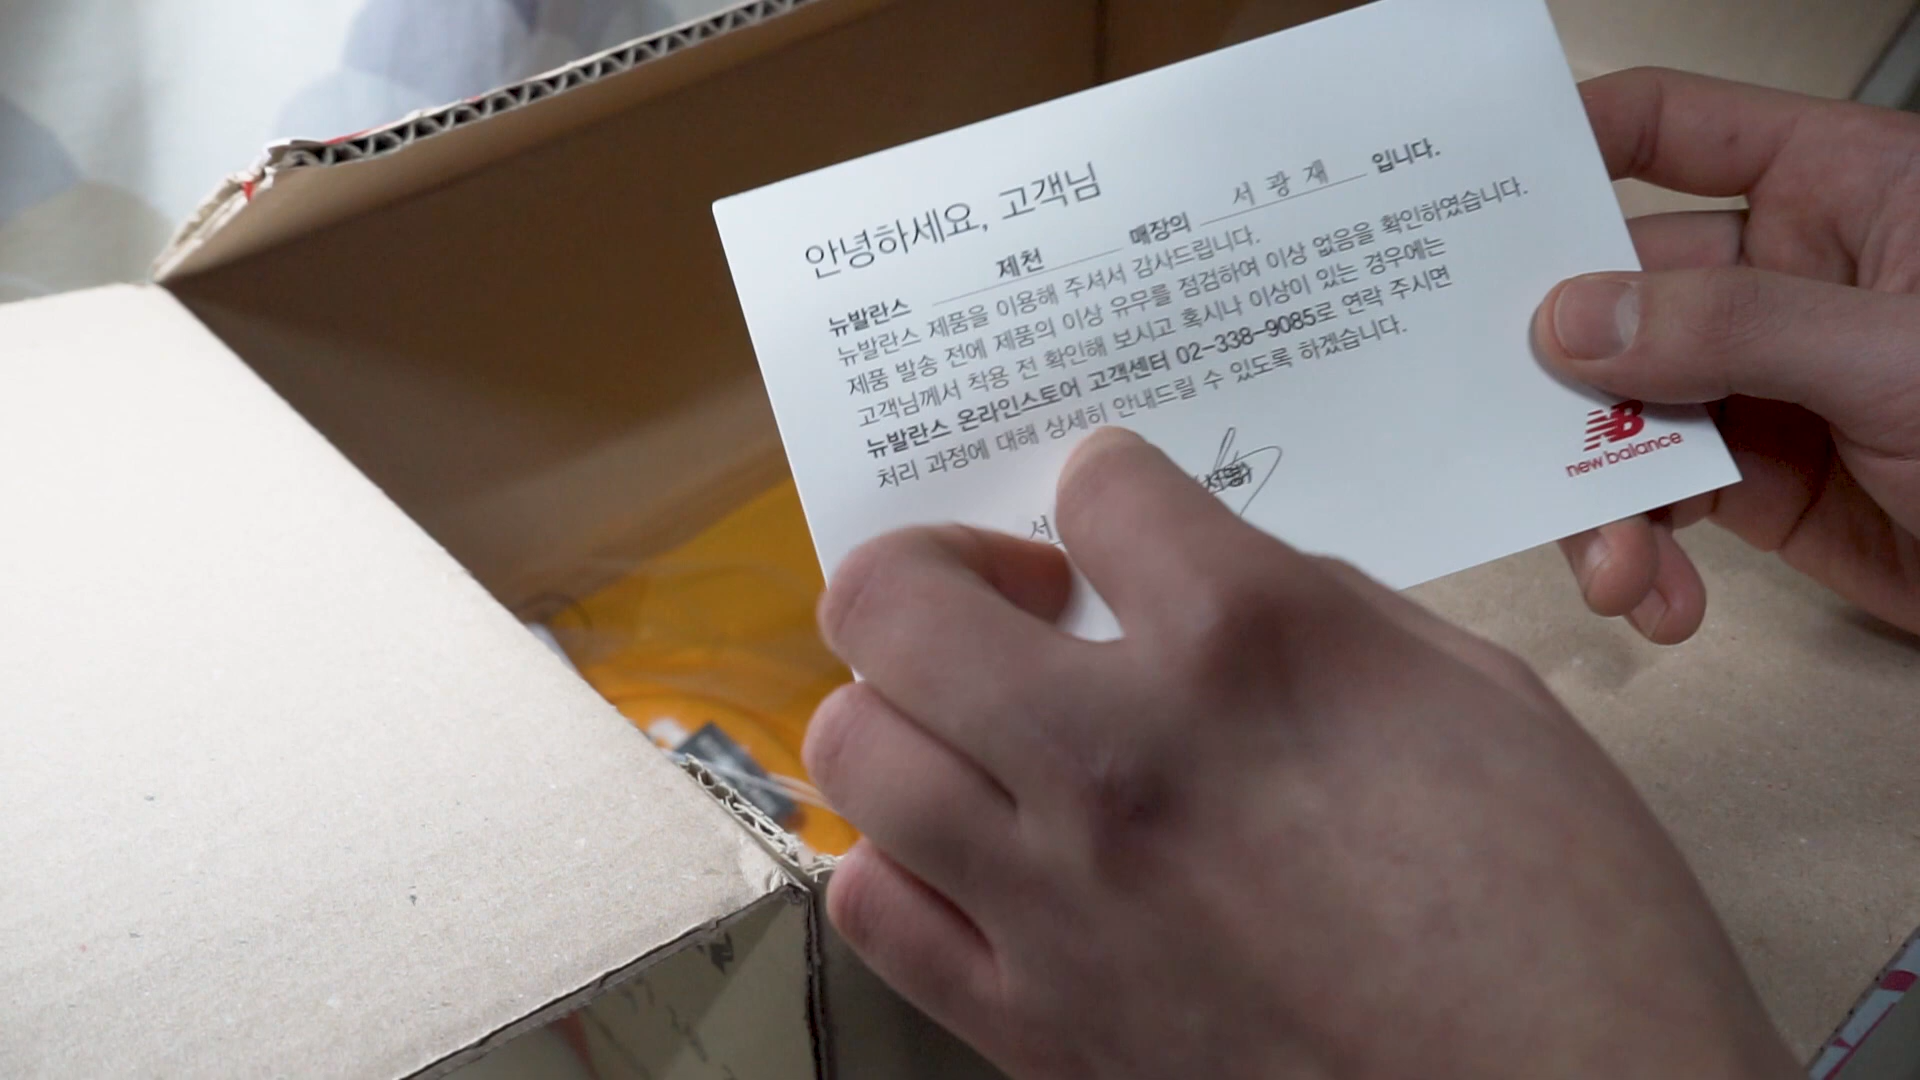 안녕하세요, 고객님
뉴발란스 제천 매장의 서광재 입니다.
뉴발란스 제품을 이용해 주셔서 감사드립니다.
제품 발송 전에 제품의 이상 유무를 점검하여 이상 없음을 확인하였습니다.
고객님께서 착용 전 확인해 보시고 혹시나 이상이 있는 경우에는
뉴발란스 온라인스토어 고객센터 02-338-9085로 연락 주시면
처리 과정에 대해 상세히 안내드릴 수 있도록 하겠습니다.
서 (서명)
NB
new balance